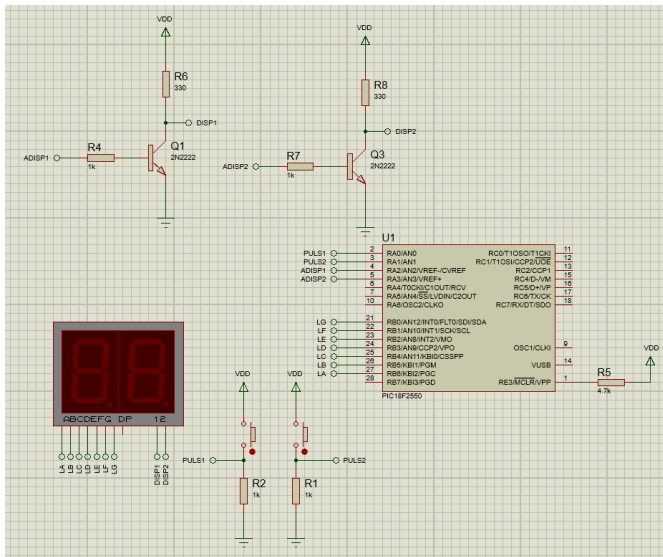 VDD
R6
330
DISP1
R4
1k
ADISP1
Q1
2N2222
VDD
R8
330
DISP2
R7
1k
ADISP2
Q3
2N2222
U1
PULS1 2 RA0/AN0
PULS2 3 RA1/AN1
ADISP1 4 RA2/AN2/VREF-/CVREF
ADISP2 5 RA3/AN3/VREF+
6 RA4/T0CKI/C1OUT/RCV
7 RA5/AN4/SS/LVDIN/C2OUT
10 RA6/OSC2/CLKO
LG 21 RB0/AN12/INT0/FLT0/SDI/SDA
LF 22 RB1/AN10/INT1/SCK/SCL
LE 23 RB2/AN8/INT2/VMO
LD 24 RB3/AN9/CCP2/VPO
LC 25 RB4/AN11/KBI0/CSSPP
LB 26 RB5/KBI1/PGM
LA 27 RB6/KBI2/PGC
28 RB7/KBI3/PGD
RC0/T1OSO/T1CKI 11
RC1/T1OSI/CCP2/UOE 12
RC2/CCP1 13
RC4/D-/VM 15
RC5/D+/VP 16
RC6/TX/CK 17
RC7/RX/DT/SDO 18
OSC1/CLKI 9
VUSB 14
RE3/MCLR/VPP 1
PIC18F2550
R5
4.7k
VDD
ABCDEFG DP 12
LA
LB
LC
LD
LE
LF
LG
DISP1
DISP2
VDD
PULS1
R2
1k
VDD
PULS2
R1
1k